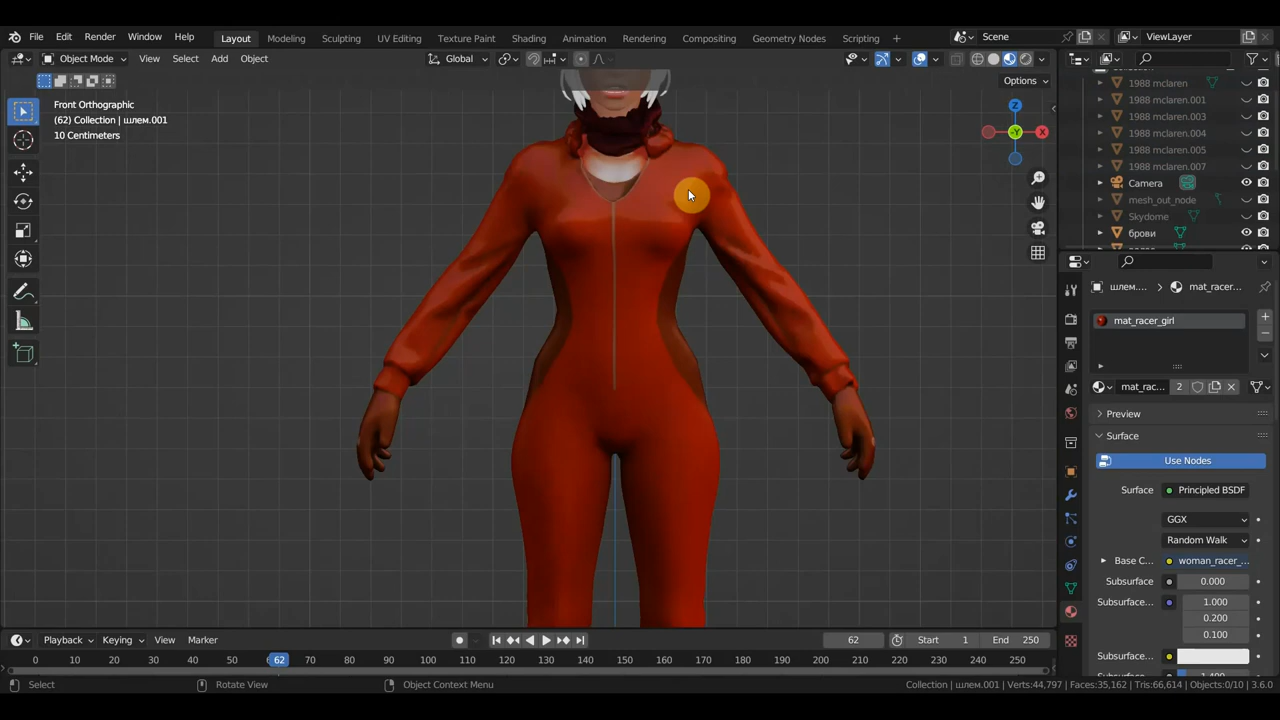 File Edit Render Window Help Layout Modeling Sculpting UV Editing Texture Paint Shading Animation Rendering Compositing Geometry Nodes Scripting + Scene ViewLayer
Object Mode View Select Add Object Global
Options
Front Orthographic
(62) Collection | шлем.001
10 Centimeters
Z
-Y
X
1988 mclaren
1988 mclaren.001
1988 mclaren.003
1988 mclaren.004
1988 mclaren.005
1988 mclaren.007
Camera
mesh_out_node
Skydome
брови
шлем.... > mat_racer...
mat_racer_girl
mat_rac... 2
Preview
Surface
Use Nodes
Surface Principled BSDF
GGX
Random Walk
Base C... woman_racer_...
Subsurface 0.000
Subsurface... 1.000
0.200
0.100
Subsurface...
Playback Keying View Marker 62 Start 1 End 250
0 10 20 30 40 50 62 70 80 90 100 110 120 130 140 150 160 170 180 190 200 210 220 230 240 250
Select Rotate View Object Context Menu Collection | шлем.001 | Verts:44,797 | Faces:35,162 | Tris:66,614 | Objects:0/10 | 3.6.0